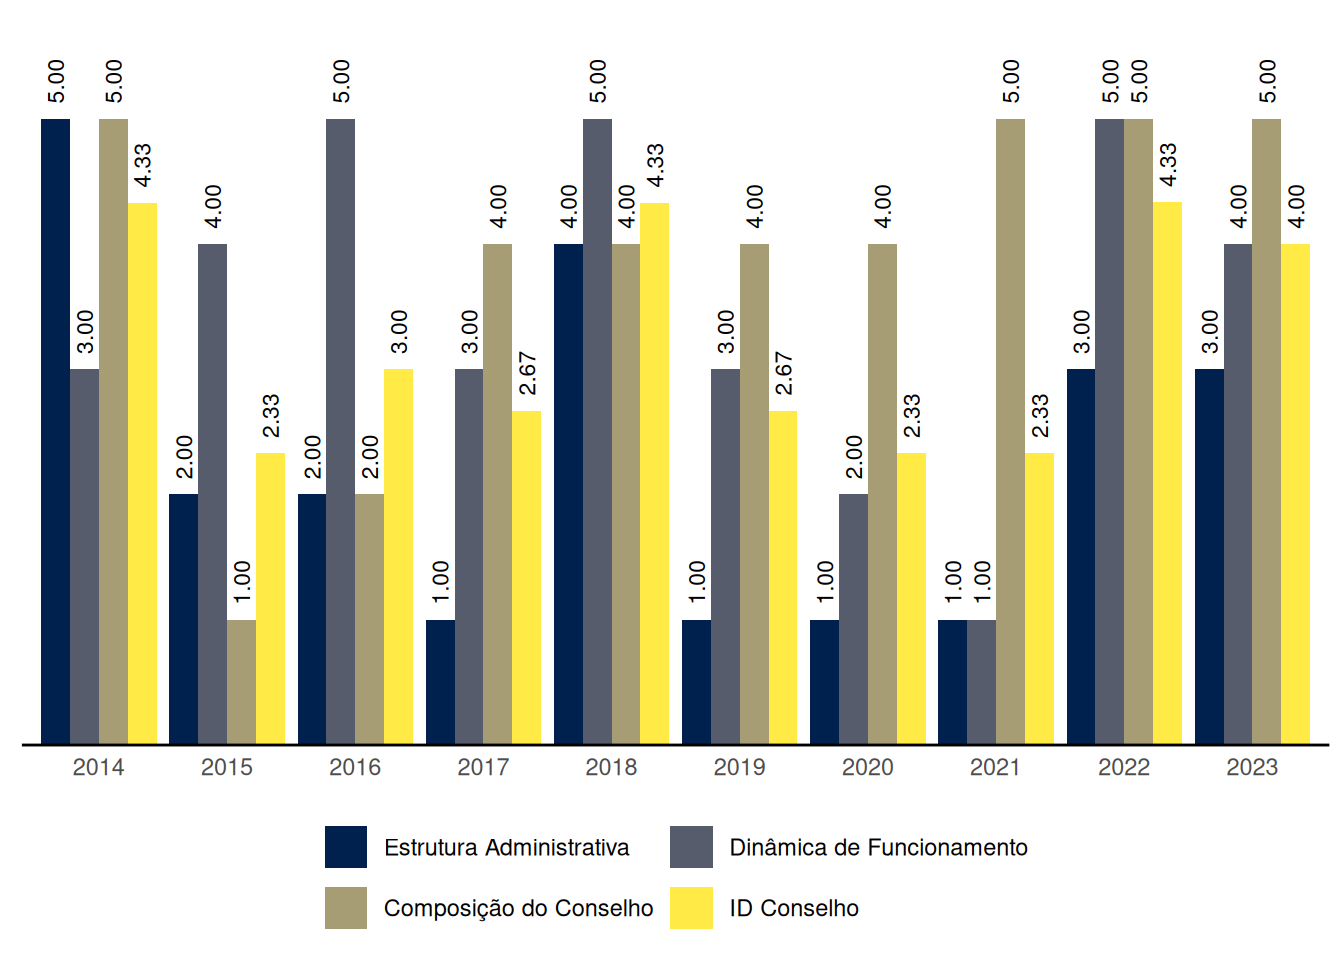 5.00 3.00 5.00 4.33 2.00 4.00 1.00 2.33 2.00 5.00 2.00 3.00 1.00 3.00 4.00 2.67 4.00 5.00 4.00 4.33 1.00 3.00 4.00 2.67 1.00 2.00 4.00 2.33 1.00 1.00 5.00 2.33 3.00 5.00 5.00 4.33 3.00 4.00 5.00 4.00
2014 2015 2016 2017 2018 2019 2020 2021 2022 2023
Estrutura Administrativa Dinâmica de Funcionamento
Composição do Conselho ID Conselho